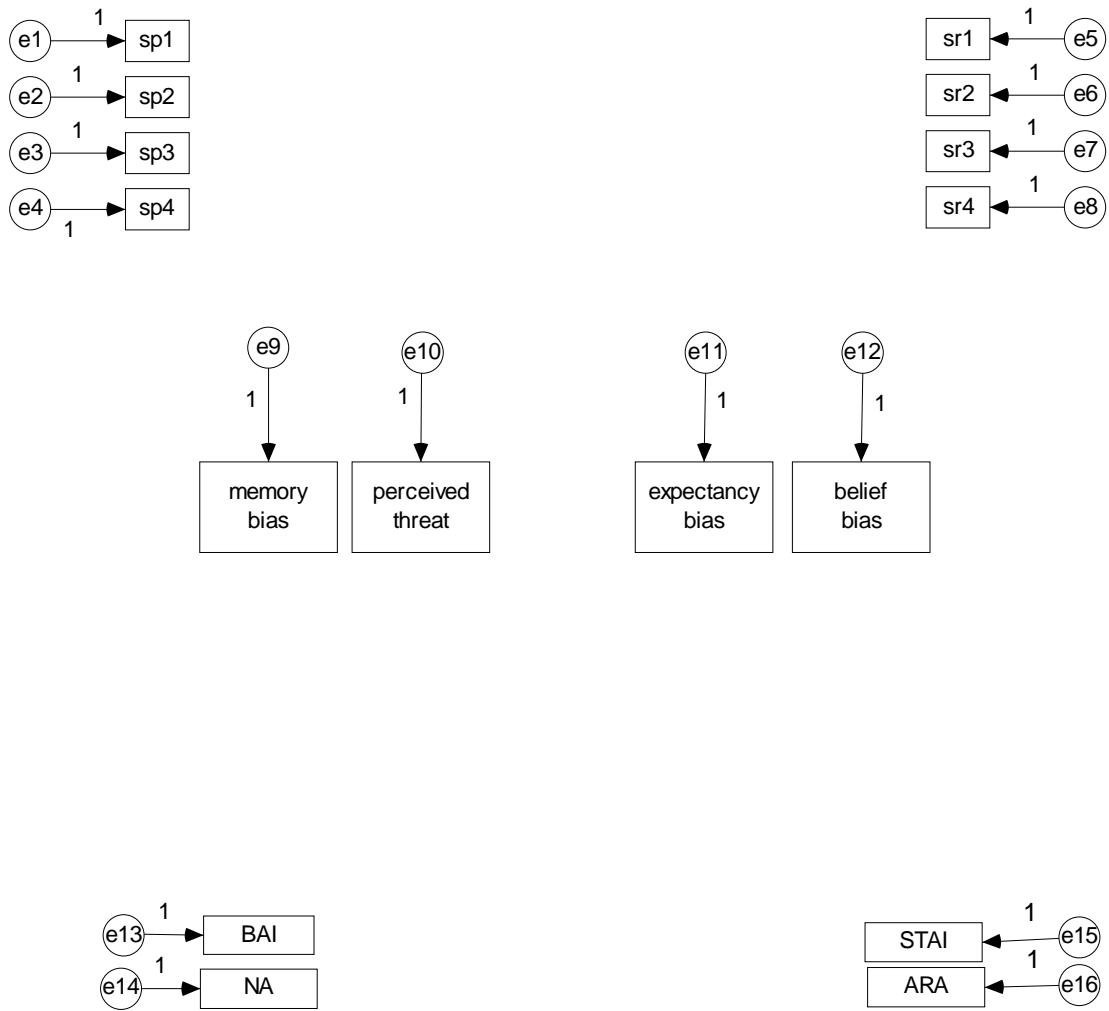 1
e1
sp1
1
e2
sp2
1
e3
sp3
e4
1
sp4
sr1
1
e5
sr2
1
e6
sr3
1
e7
sr4
1
e8
e9
1
memory
bias
e10
1
perceived
threat
e11
1
expectancy
bias
e12
1
belief
bias
1
e13
BAI
1
e14
NA
STAI
1
e15
ARA
1
e16